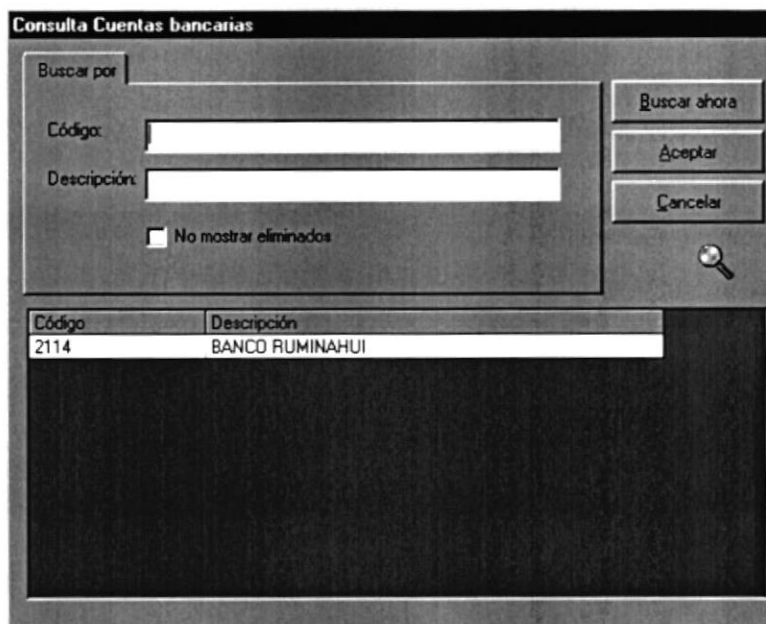 Consulta Cuentas bancarias
Buscar por
Código:
Descripción:
No mostrar eliminados
Buscar ahora
Aceptar
Cancelar
Código Descripción
2114 BANCO RUMINAHUI